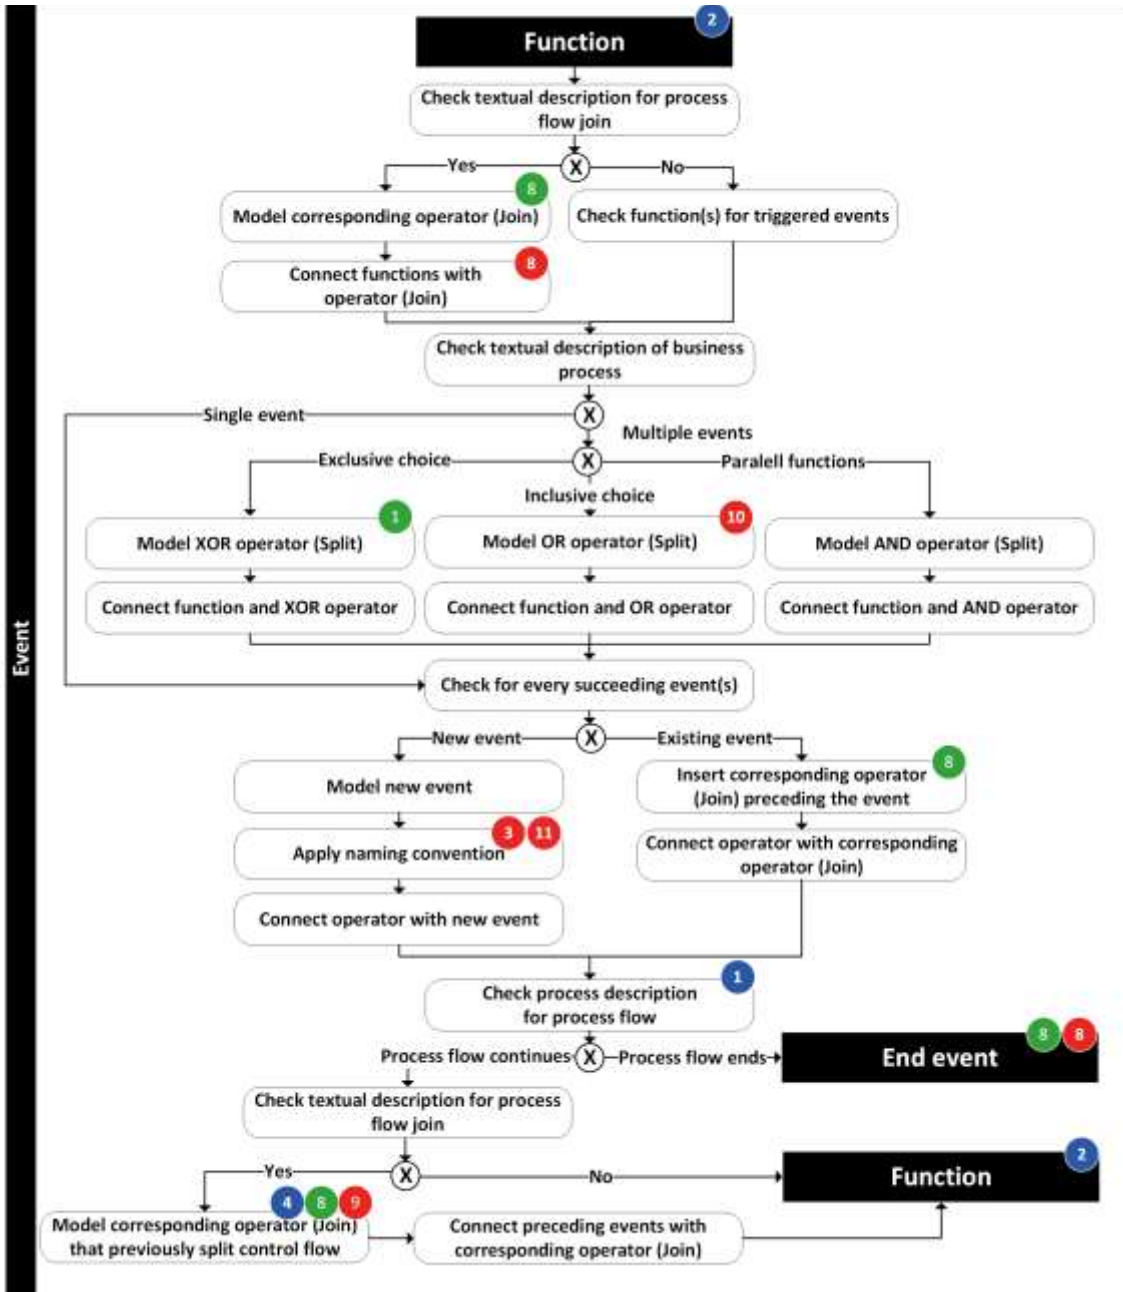 2
Function
Check textual description for process
flow join
Yes
X
No
8
Model corresponding operator (Join)
Check function(s) for triggered events
8
Connect functions with
operator (Join)
Check textual description of business
process
Single event
X
Multiple events
Exclusive choice
X
Paralell functions
Inclusive choice
1
10
Model XOR operator (Split)
Model OR operator (Split)
Model AND operator (Split)
Connect function and XOR operator
Connect function and OR operator
Connect function and AND operator
Event
Check for every succeeding event(s)
New event
X
Existing event
8
Model new event
Insert corresponding operator
(Join) preceding the event
3 11
Apply naming convention
Connect operator with corresponding
operator (Join)
Connect operator with new event
1
Check process description
for process flow
8 8
Process flow continues
X
Process flow ends
End event
Check textual description for process
flow join
2
Yes
X
No
Function
4 8 9
Model corresponding operator (Join)
that previously split control flow
Connect preceding events with
corresponding operator (Join)